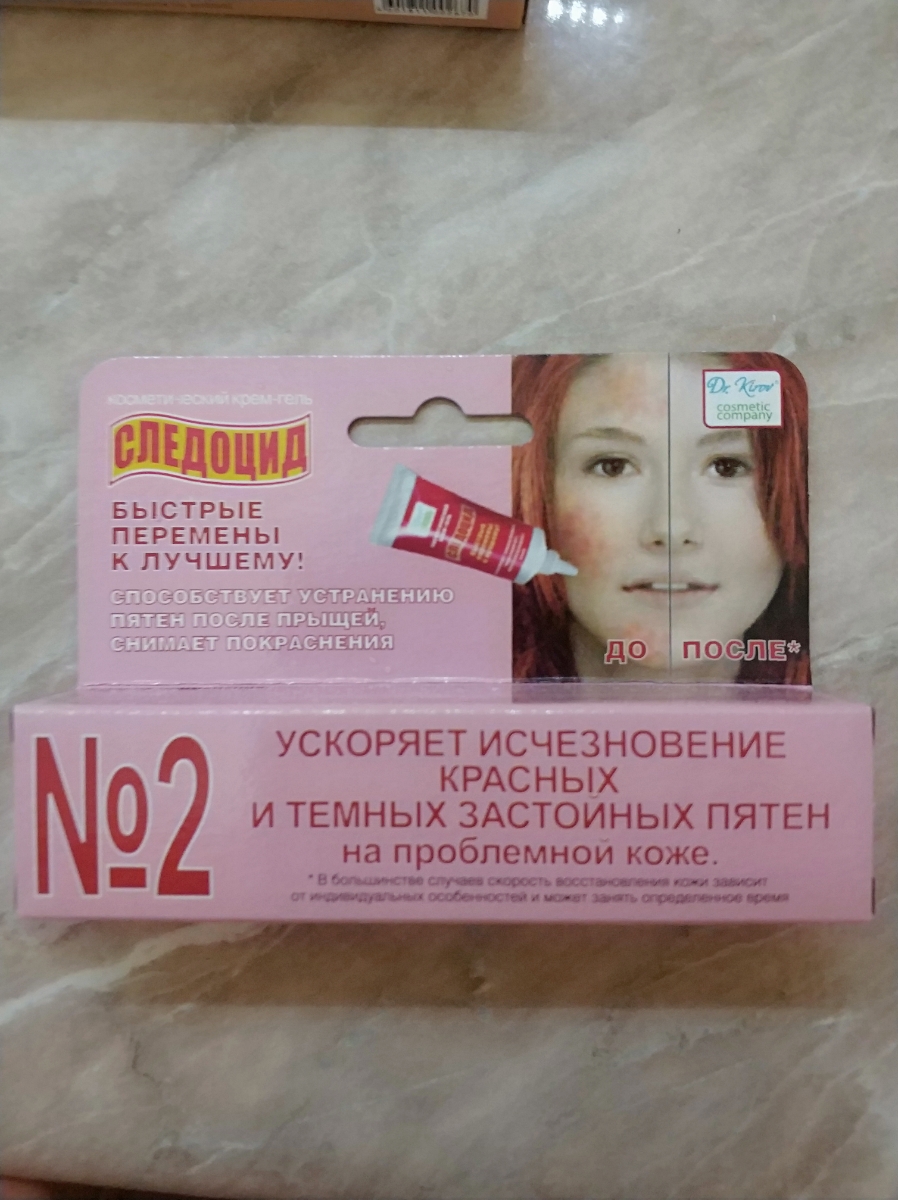 косметический крем-гель
СЛЕДОЦИД
БЫСТРЫЕ
ПЕРЕМЕНЫ
К ЛУЧШЕМУ!
СПОСОБСТВУЕТ УСТРАНЕНИЮ
ПЯТЕН ПОСЛЕ ПРЫЩЕЙ,
СНИМАЕТ ПОКРАСНЕНИЯ
Dr. Kirov®
cosmetic
company
СЛЕДОЦИД
ДО ПОСЛЕ*
№2
УСКОРЯЕТ ИСЧЕЗНОВЕНИЕ
КРАСНЫХ
И ТЕМНЫХ ЗАСТОЙНЫХ ПЯТЕН
на проблемной коже.
* В большинстве случаев скорость восстановления кожи зависит
от индивидуальных особенностей и может занять определенное время